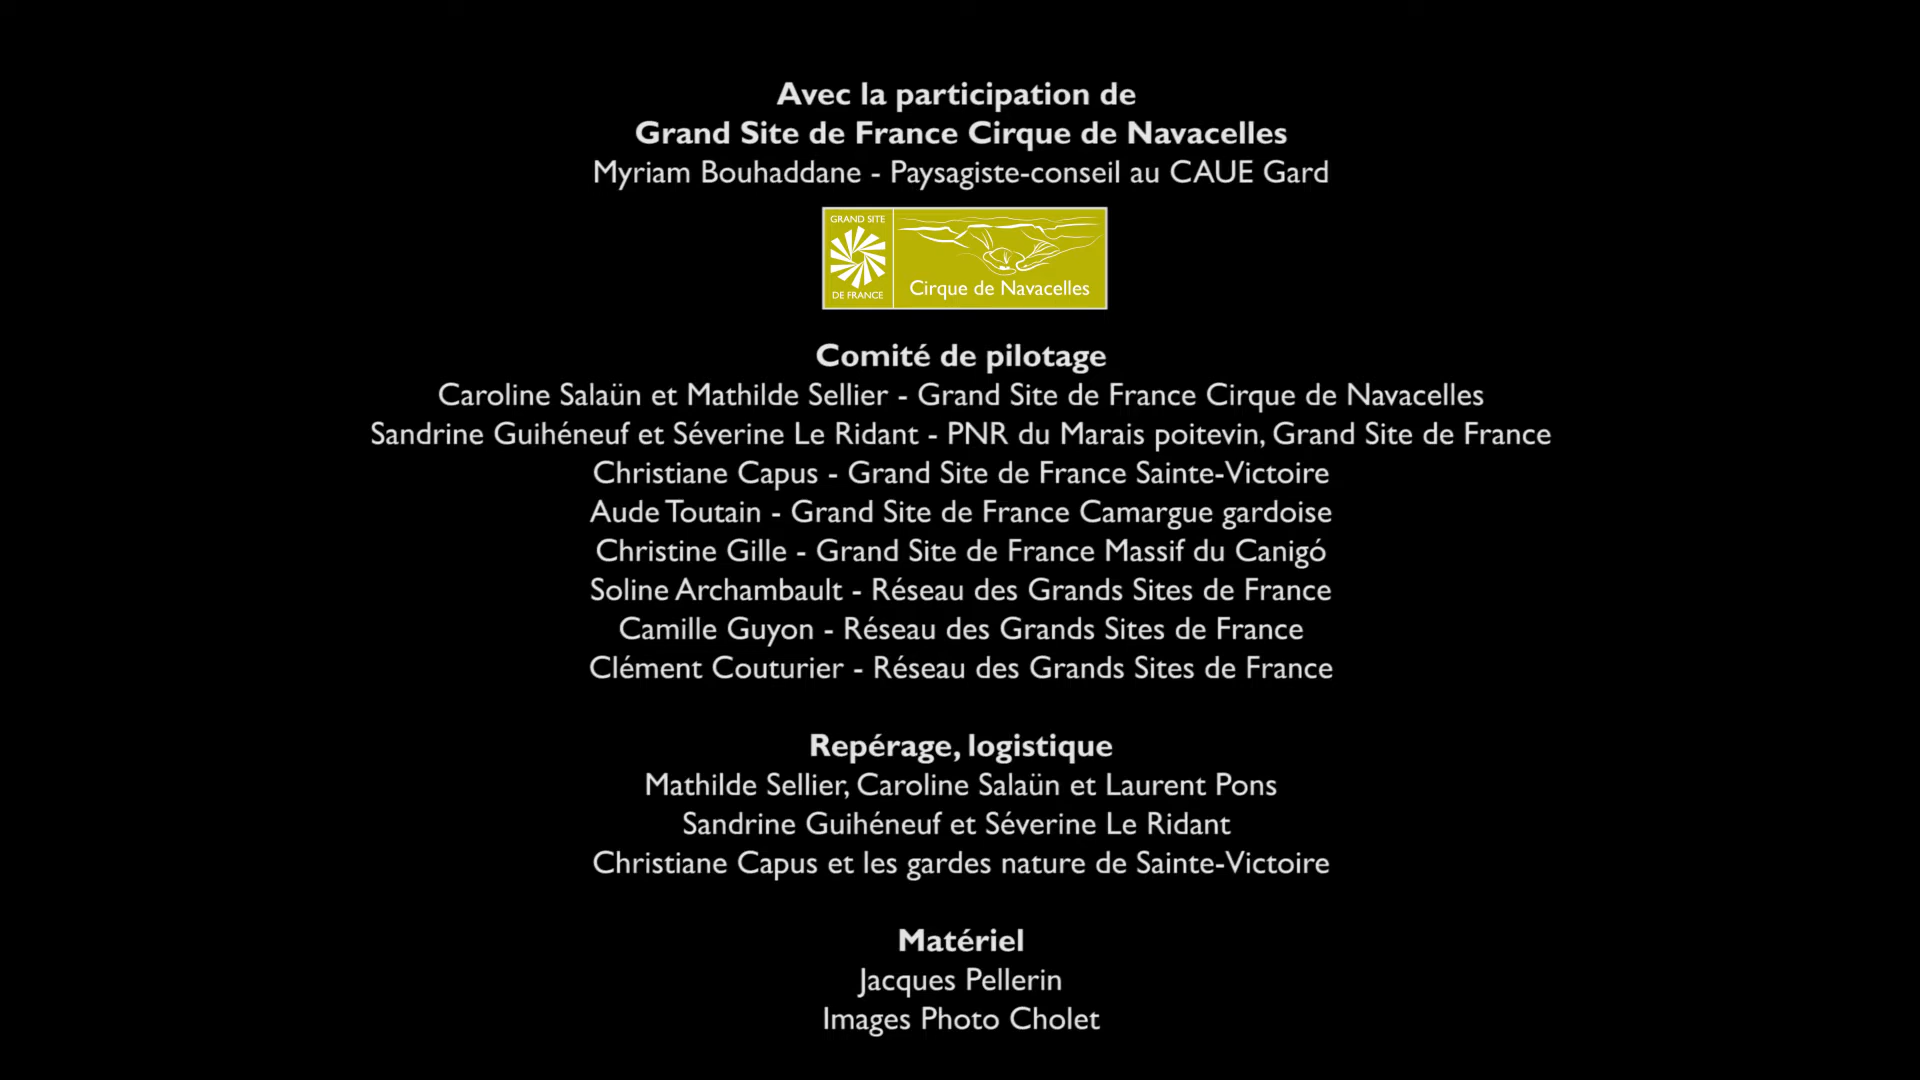 Avec la participation de
Grand Site de France Cirque de Navacelles
Myriam Bouhaddane - Paysagiste-conseil au CAUE Gard
GRAND SITE
DE FRANCE
Cirque de Navacelles
Comité de pilotage
Caroline Salaün et Mathilde Sellier - Grand Site de France Cirque de Navacelles
Sandrine Guihéneuf et Séverine Le Ridant - PNR du Marais poitevin, Grand Site de France
Christiane Capus - Grand Site de France Sainte-Victoire
Aude Toutain - Grand Site de France Camargue gardoise
Christine Gille - Grand Site de France Massif du Canigó
Soline Archambault - Réseau des Grands Sites de France
Camille Guyon - Réseau des Grands Sites de France
Clément Couturier - Réseau des Grands Sites de France
Repérage, logistique
Mathilde Sellier, Caroline Salaün et Laurent Pons
Sandrine Guihéneuf et Séverine Le Ridant
Christiane Capus et les gardes nature de Sainte-Victoire
Matériel
Jacques Pellerin
Images Photo Cholet